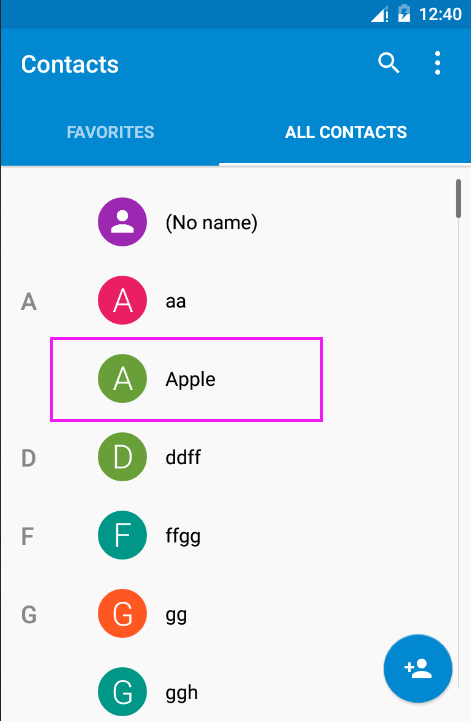 12:40
Contacts
FAVORITES ALL CONTACTS
(No name)
A A aa
A Apple
D D ddff
F F ffgg
G G gg
G ggh